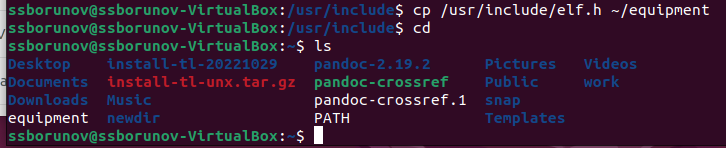 ssborunov@ssborunov-VirtualBox:/usr/include$ cp /usr/include/elf.h ~/equipment
ssborunov@ssborunov-VirtualBox:/usr/include$ cd
ssborunov@ssborunov-VirtualBox:~$ ls
Desktop install-tl-20221029 pandoc-2.19.2 Pictures Videos
Documents install-tl-unx.tar.gz pandoc-crossref Public work
Downloads Music pandoc-crossref.1 snap
equipment newdir PATH Templates
ssborunov@ssborunov-VirtualBox:~$